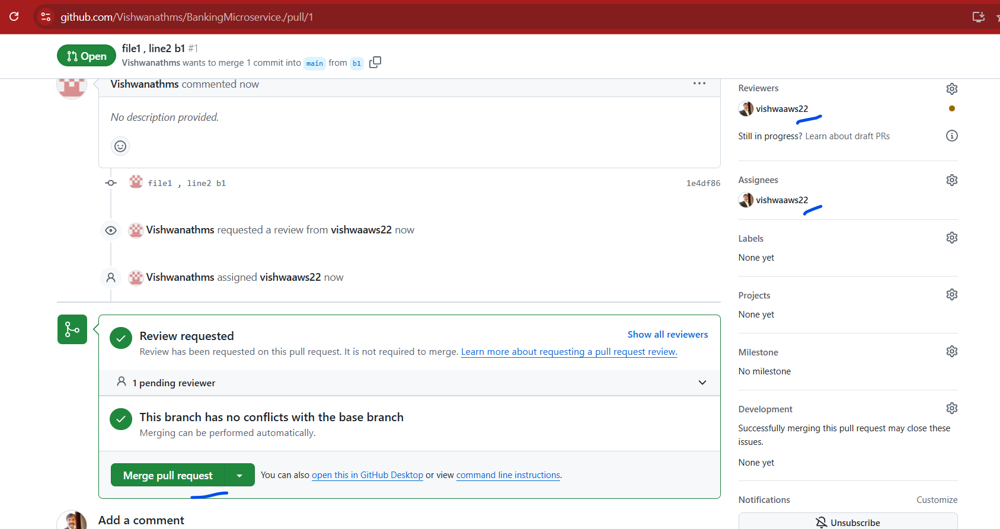 github.com/Vishwanathms/BankingMicroservice./pull/1
Open
file1 , line2 b1 #1
Vishwanathms wants to merge 1 commit into main from b1
Vishwanathms commented now
No description provided.
file1 , line2 b1 1e4df86
Vishwanathms requested a review from vishwaaws22 now
Vishwanathms assigned vishwaaws22 now
Review requested
Show all reviewers
Review has been requested on this pull request. It is not required to merge. Learn more about requesting a pull request review.
1 pending reviewer
This branch has no conflicts with the base branch
Merging can be performed automatically.
Merge pull request
You can also open this in GitHub Desktop or view command line instructions.
Add a comment
Reviewers
vishwaaws22
Still in progress? Learn about draft PRs
Assignees
vishwaaws22
Labels
None yet
Projects
None yet
Milestone
No milestone
Development
Successfully merging this pull request may close these
issues.
None yet
Notifications
Customize
Unsubscribe